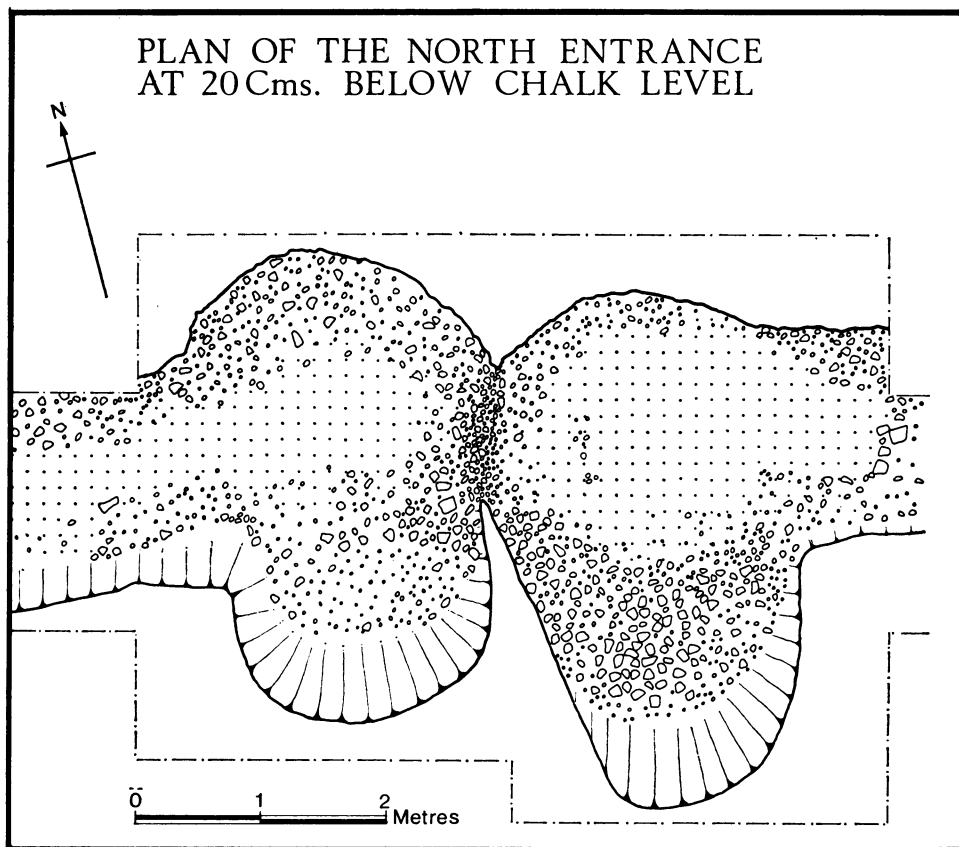 PLAN OF THE NORTH ENTRANCE
AT 20 Cms. BELOW CHALK LEVEL
N
0 1 2 Metres